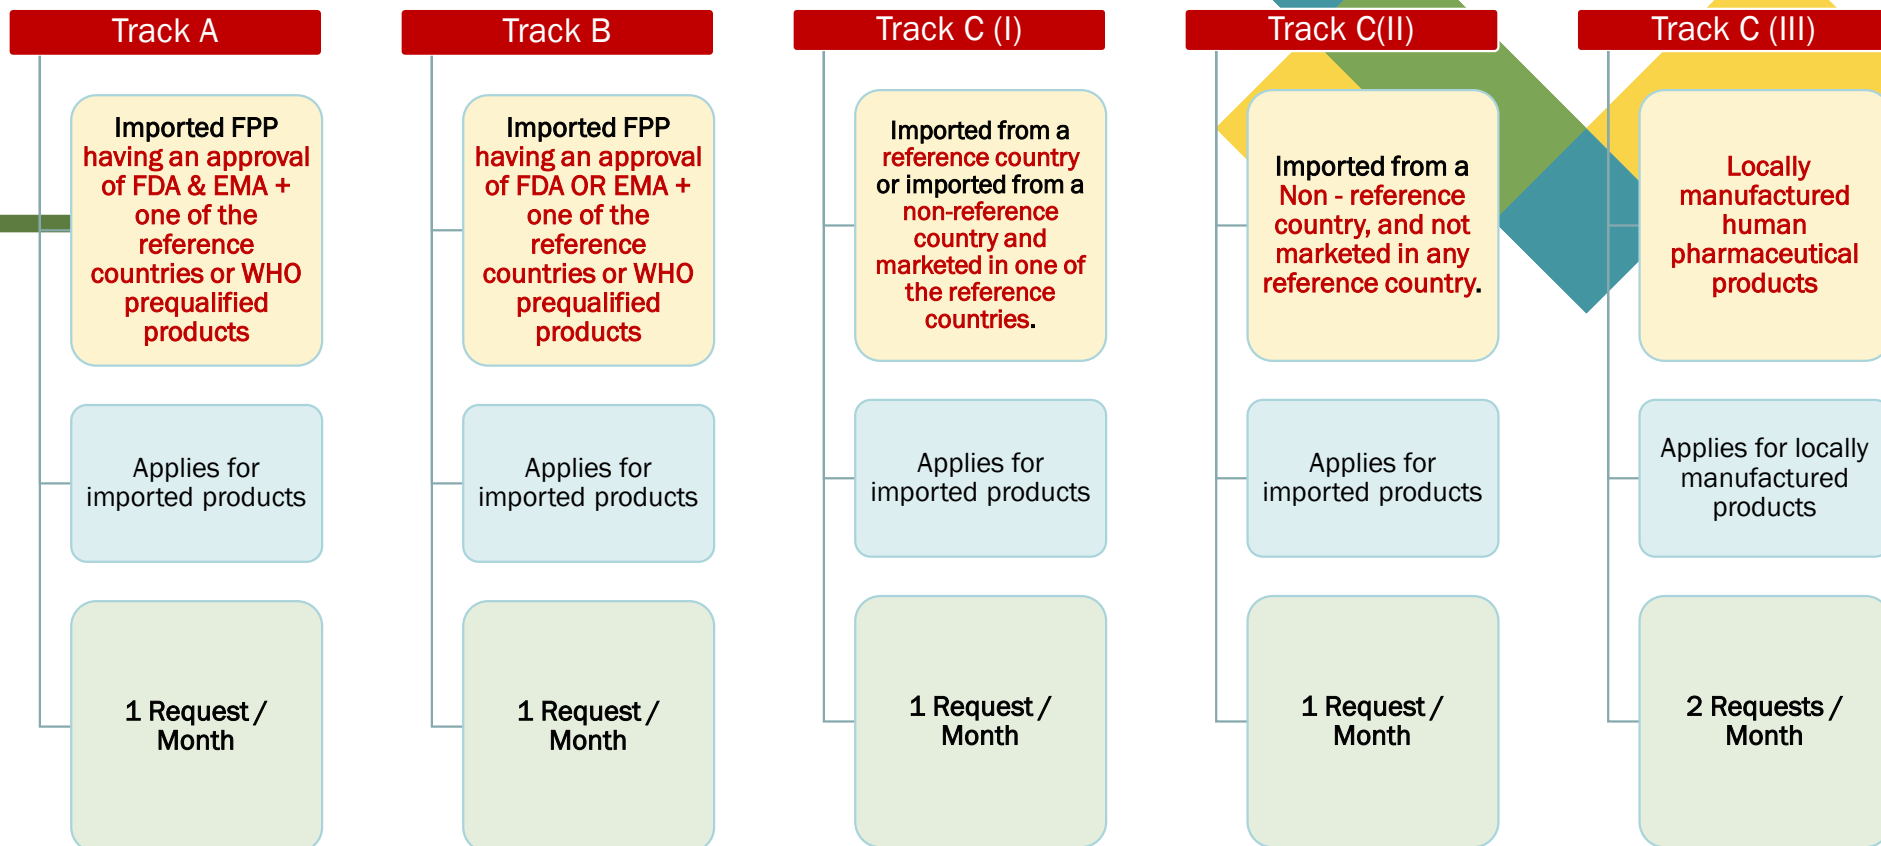 Track A
Imported FPP
having an approval
of FDA & EMA +
one of the
reference
countries or WHO
prequalified
products
Applies for
imported products
1 Request /
Month
Track B
Imported FPP
having an approval
of FDA OR EMA +
one of the
reference
countries or WHO
prequalified
products
Applies for
imported products
1 Request /
Month
Track C (I)
Imported from a
reference country
or imported from a
non-reference
country and
marketed in one of
the reference
countries.
Applies for
imported products
1 Request /
Month
Track C(II)
Imported from a
Non - reference
country, and not
marketed in any
reference country.
Applies for
imported products
1 Request /
Month
Track C (III)
Locally
manufactured
human
pharmaceutical
products
Applies for locally
manufactured
products
2 Requests /
Month